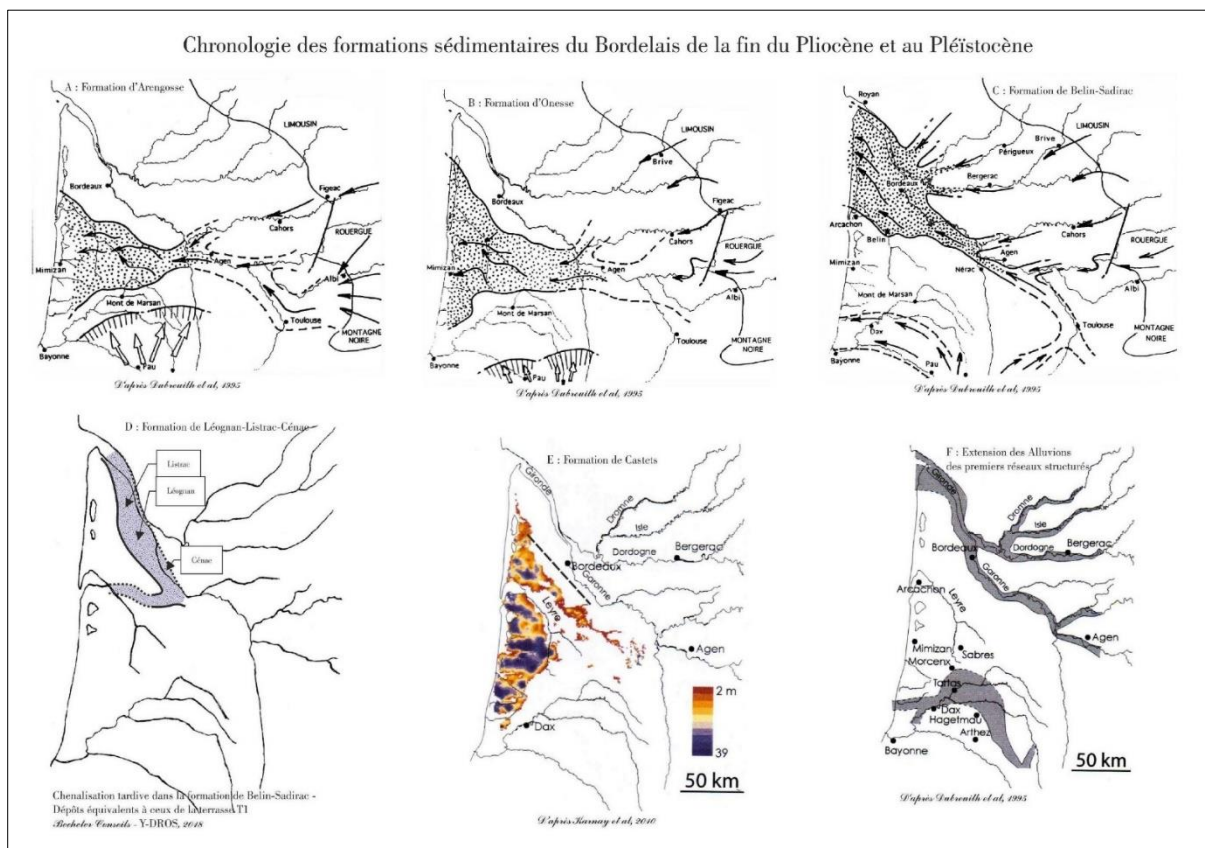 Chronologie des formations sédimentaires du Bordelais de la fin du Pliocène et au Pléïstocène
A : Formation d'Arengosse
LIMOUSIN
Bordeaux
Figeac
Cahors
ROUERGUE
Agen
Mimizan
Albi
Mont de Marsan
Toulouse
MONTAGNE
NOIRE
Bayonne
Pau
D'après Dubreuilh et al, 1995
B : Formation d'Onesse
LIMOUSIN
Brive
Bordeaux
Figeac
Cahors
ROUERGUE
Agen
Mimizan
Albi
Mont de Marsan
Toulouse
MONTAGNE
NOIRE
Bayonne
Pau
D'après Dubreuilh et al, 1995
C : Formation de Belin-Sadirac
Royan
LIMOUSIN
Brive
Périgueux
Bergerac
Bordeaux
Cahors
ROUERGUE
Arcachon
Belin
Agen
Mimizan
Nérac
Albi
Mont de Marsan
Toulouse
Dax
MONTAGNE
NOIRE
Bayonne
Pau
D'après Dubreuilh et al, 1995
D : Formation de Léognan-Listrac-Cénac
Listrac
Léognan
Cénac
Chenalisation tardive dans la formation de Belin-Sadirac -
Dépôts équivalents à ceux de la terrasse T1
Becheler Conseils - Y-DROS, 2018
E : Formation de Castets
Gironde
Dronne
Isle
Dordogne
Bergerac
Bordeaux
Garonne
Leyre
Agen
2 m
39
Dax
50 km
D'après Karnay et al, 2010
F : Extension des Alluvions
des premiers réseaux structurés
Gironde
Dronne
Isle
Bordeaux
Dordogne
Bergerac
Garonne
Arcachon
Leyre
Agen
Mimizan
Sabres
Morcenx
Tartas
Dax
Hagetmau
Arthez
Bayonne
50 km
D'après Dubreuilh et al, 1995